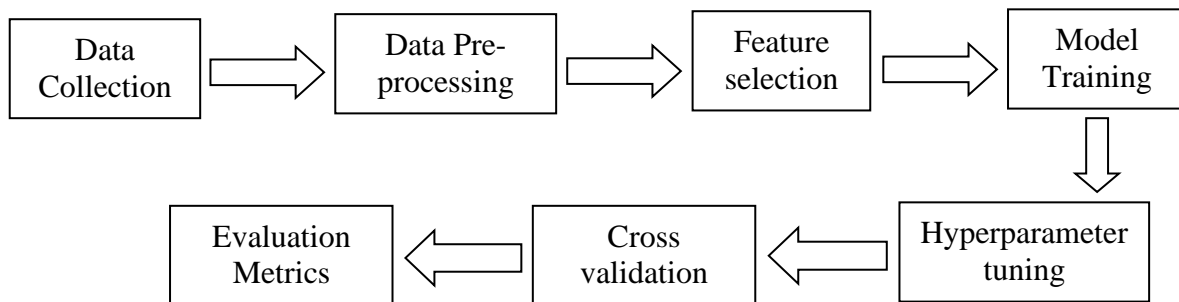 Data
Collection
Data Pre-
processing
Feature
selection
Model
Training
Hyperparameter
tuning
Cross
validation
Evaluation
Metrics